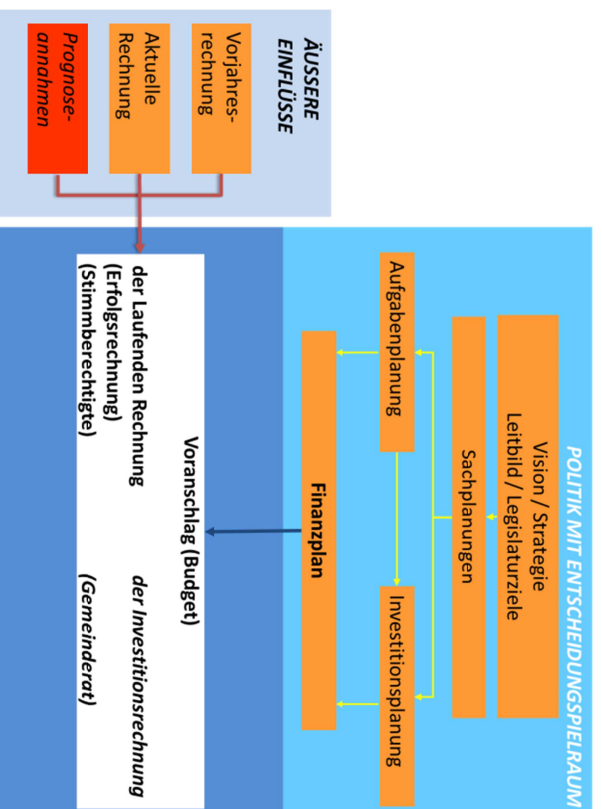 POLITIK MIT ENTSCHEIDUNGSPIELRAUM
Vision / Strategie
Leitbild / Legislaturziele
Sachplanungen
Aufgabenplanung
Investitionsplanung
Finanzplan
ÄUSSERE
EINFLÜSSE
Vorjahres-
rechnung
Aktuelle
Rechnung
Prognose-
annahmen
Voranschlag (Budget)
der Laufenden Rechnung
(Erfolgsrechnung)
(Stimmberechtigte)
der Investitionsrechnung
(Gemeinderat)